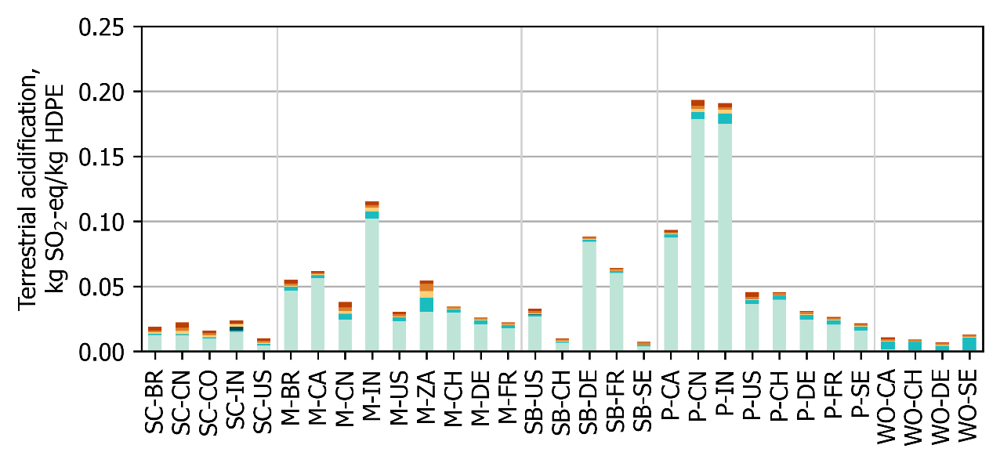 Terrestrial acidification,
kg SO₂-eq/kg HDPE
0.25
0.20
0.15
0.10
0.05
0.00
SC-BR
SC-CN
SC-CO
SC-IN
SC-US
M-BR
M-CA
M-CN
M-IN
M-US
M-ZA
M-CH
M-DE
M-FR
SB-US
SB-CH
SB-DE
SB-FR
SB-SE
P-CA
P-CN
P-IN
P-US
P-CH
P-DE
P-FR
P-SE
WO-CA
WO-CH
WO-DE
WO-SE